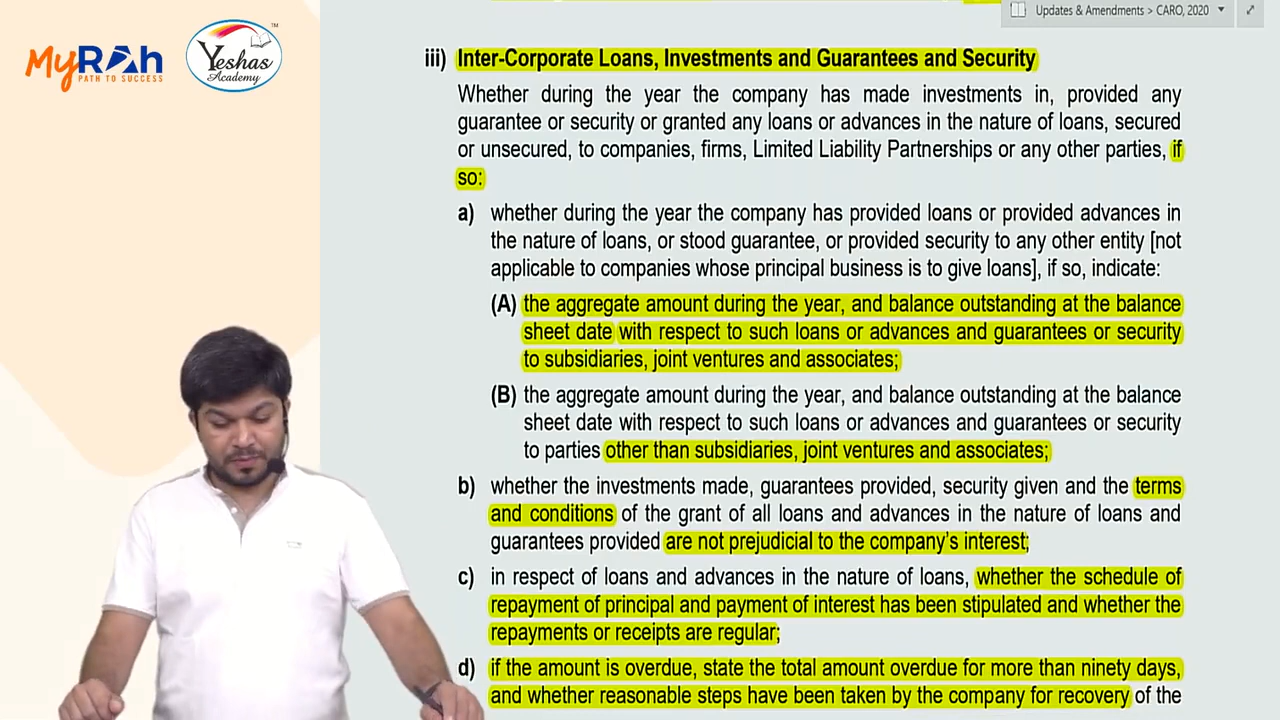 Updates & Amendments > CARO, 2020
MyRAh
PATH TO SUCCESS
Yeshas
Academy
TM
iii) Inter-Corporate Loans, Investments and Guarantees and Security
Whether during the year the company has made investments in, provided any
guarantee or security or granted any loans or advances in the nature of loans, secured
or unsecured, to companies, firms, Limited Liability Partnerships or any other parties, if
so:
a) whether during the year the company has provided loans or provided advances in
the nature of loans, or stood guarantee, or provided security to any other entity [not
applicable to companies whose principal business is to give loans], if so, indicate:
(A) the aggregate amount during the year, and balance outstanding at the balance
sheet date with respect to such loans or advances and guarantees or security
to subsidiaries, joint ventures and associates;
(B) the aggregate amount during the year, and balance outstanding at the balance
sheet date with respect to such loans or advances and guarantees or security
to parties other than subsidiaries, joint ventures and associates;
b) whether the investments made, guarantees provided, security given and the terms
and conditions of the grant of all loans and advances in the nature of loans and
guarantees provided are not prejudicial to the company's interest;
c) in respect of loans and advances in the nature of loans, whether the schedule of
repayment of principal and payment of interest has been stipulated and whether the
repayments or receipts are regular;
d) if the amount is overdue, state the total amount overdue for more than ninety days,
and whether reasonable steps have been taken by the company for recovery of the